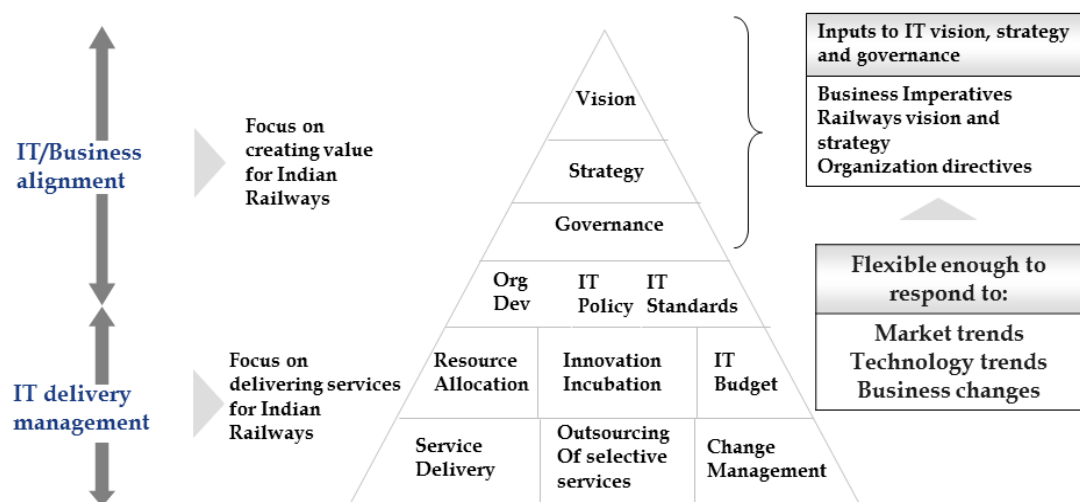 IT/Business
alignment
Focus on
creating value
for Indian
Railways
IT delivery
management
Focus on
delivering services
for Indian
Railways
Vision
Strategy
Governance
Org
Dev
IT
Policy
IT
Standards
Resource
Allocation
Innovation
Incubation
IT
Budget
Service
Delivery
Outsourcing
Of selective
services
Change
Management
Inputs to IT vision, strategy
and governance
Business Imperatives
Railways vision and
strategy
Organization directives
Flexible enough to
respond to:
Market trends
Technology trends
Business changes